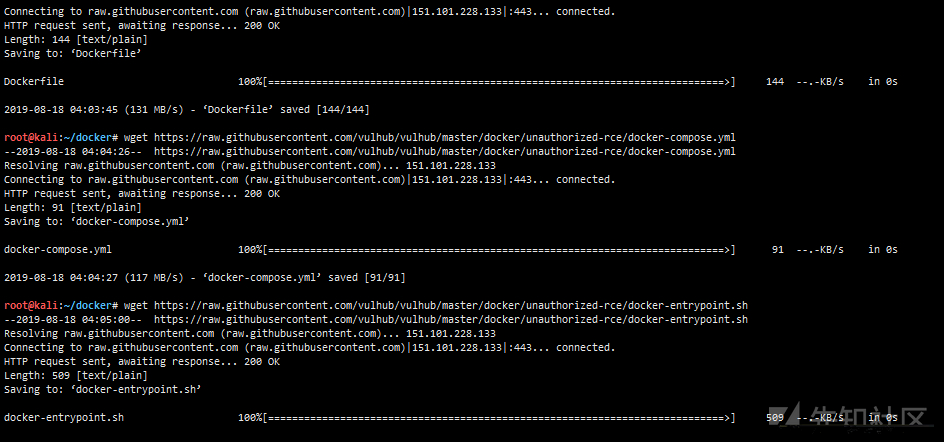 Connecting to raw.githubusercontent.com (raw.githubusercontent.com)|151.101.228.133|:443... connected.
HTTP request sent, awaiting response... 200 OK
Length: 144 [text/plain]
Saving to: ‘Dockerfile’
Dockerfile 100%[===========================================================================>] 144 --.-KB/s in 0s
2019-08-18 04:03:45 (131 MB/s) - ‘Dockerfile’ saved [144/144]
root@kali:~/docker# wget https://raw.githubusercontent.com/vulhub/vulhub/master/docker/unauthorized-rce/docker-compose.yml
--2019-08-18 04:04:26-- https://raw.githubusercontent.com/vulhub/vulhub/master/docker/unauthorized-rce/docker-compose.yml
Resolving raw.githubusercontent.com (raw.githubusercontent.com)... 151.101.228.133
Connecting to raw.githubusercontent.com (raw.githubusercontent.com)|151.101.228.133|:443... connected.
HTTP request sent, awaiting response... 200 OK
Length: 91 [text/plain]
Saving to: ‘docker-compose.yml’
docker-compose.yml 100%[===========================================================================>] 91 --.-KB/s in 0s
2019-08-18 04:04:27 (117 MB/s) - ‘docker-compose.yml’ saved [91/91]
root@kali:~/docker# wget https://raw.githubusercontent.com/vulhub/vulhub/master/docker/unauthorized-rce/docker-entrypoint.sh
--2019-08-18 04:05:00-- https://raw.githubusercontent.com/vulhub/vulhub/master/docker/unauthorized-rce/docker-entrypoint.sh
Resolving raw.githubusercontent.com (raw.githubusercontent.com)... 151.101.228.133
Connecting to raw.githubusercontent.com (raw.githubusercontent.com)|151.101.228.133|:443... connected.
HTTP request sent, awaiting response... 200 OK
Length: 509 [text/plain]
Saving to: ‘docker-entrypoint.sh’
docker-entrypoint.sh 100%[===========================================================================>] 509 --.-KB/s in 0s
先知社区